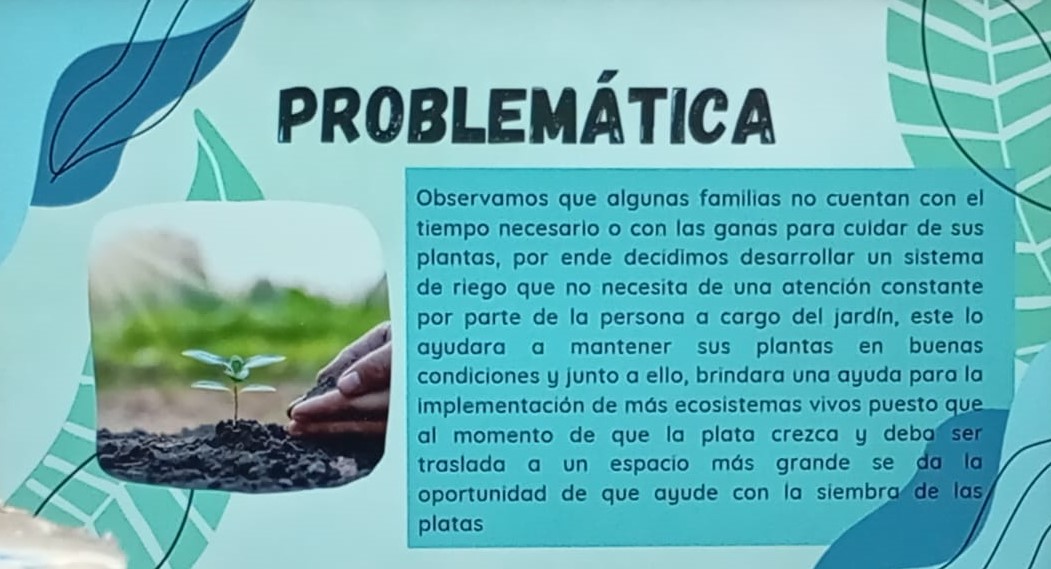 PROBLEMÁTICA
Observamos que algunas familias no cuentan con el
tiempo necesario o con las ganas para cuidar de sus
plantas, por ende decidimos desarrollar un sistema
de riego que no necesita de una atención constante
por parte de la persona a cargo del jardín, este lo
ayudara a mantener sus plantas en buenas
condiciones y junto a ello, brindara una ayuda para la
implementación de más ecosistemas vivos puesto que
al momento de que la plata crezca y deba ser
traslada a un espacio más grande se da la
oportunidad de que ayude con la siembra de las
platas